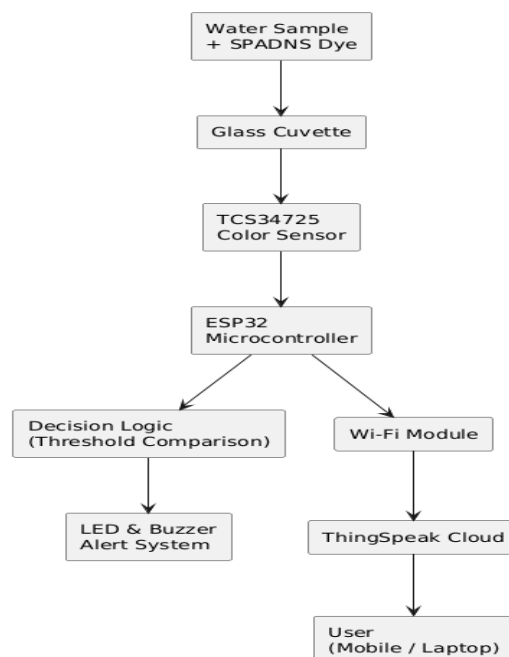 Water Sample
+ SPADNS Dye
Glass Cuvette
TCS34725
Color Sensor
ESP32
Microcontroller
Decision Logic
(Threshold Comparison)
Wi-Fi Module
LED & Buzzer
Alert System
ThingSpeak Cloud
User
(Mobile / Laptop)